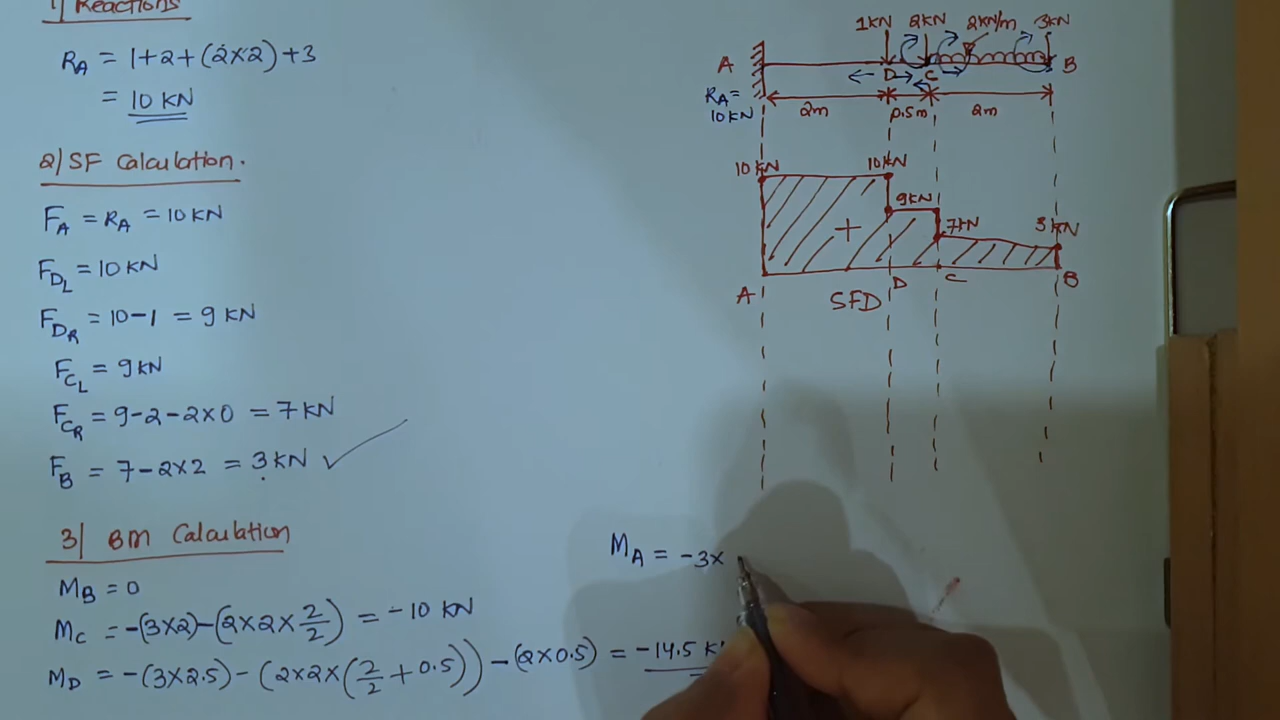 1) Reactions
RA = 1+2+(2×2)+3
= 10 KN
2) SF Calculation.
FA = RA = 10 KN
FDL = 10 KN
FDR = 10-1 = 9 KN
FCL = 9 KN
FCR = 9-2-2×0 = 7 KN
FB = 7-2×2 = 3 KN ✓
3) BM Calculation
MB = 0
MC = -(3×2)-(2×2×2/2) = -10 KN
MD = -(3×2.5)-(2×2×(2/2+0.5))-(2×0.5) = -14.5 K
MA = -3×
1KN 2KN 2KN/m 3KN
A D C B
RA=
10KN
2m 0.5m 2m
10 KN 10KN
9KN
7KN 3 KN
+
A SFD D C B